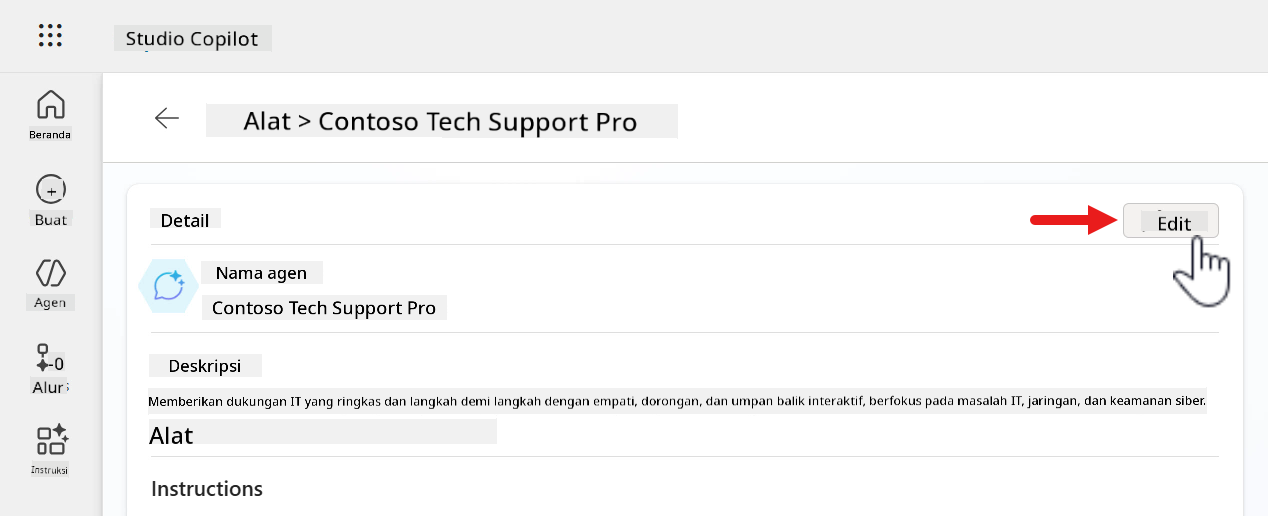 Studio Copilot
Beranda
Alat > Contoso Tech Support Pro
Buat
Detail
Edit
Agen
Nama agen
Contoso Tech Support Pro
Alur
Deskripsi
Memberikan dukungan IT yang ringkas dan langkah demi langkah dengan empati, dorongan, dan umpan balik interaktif, berfokus pada masalah IT, jaringan, dan keamanan siber.
Alat
Instruksi
Instructions